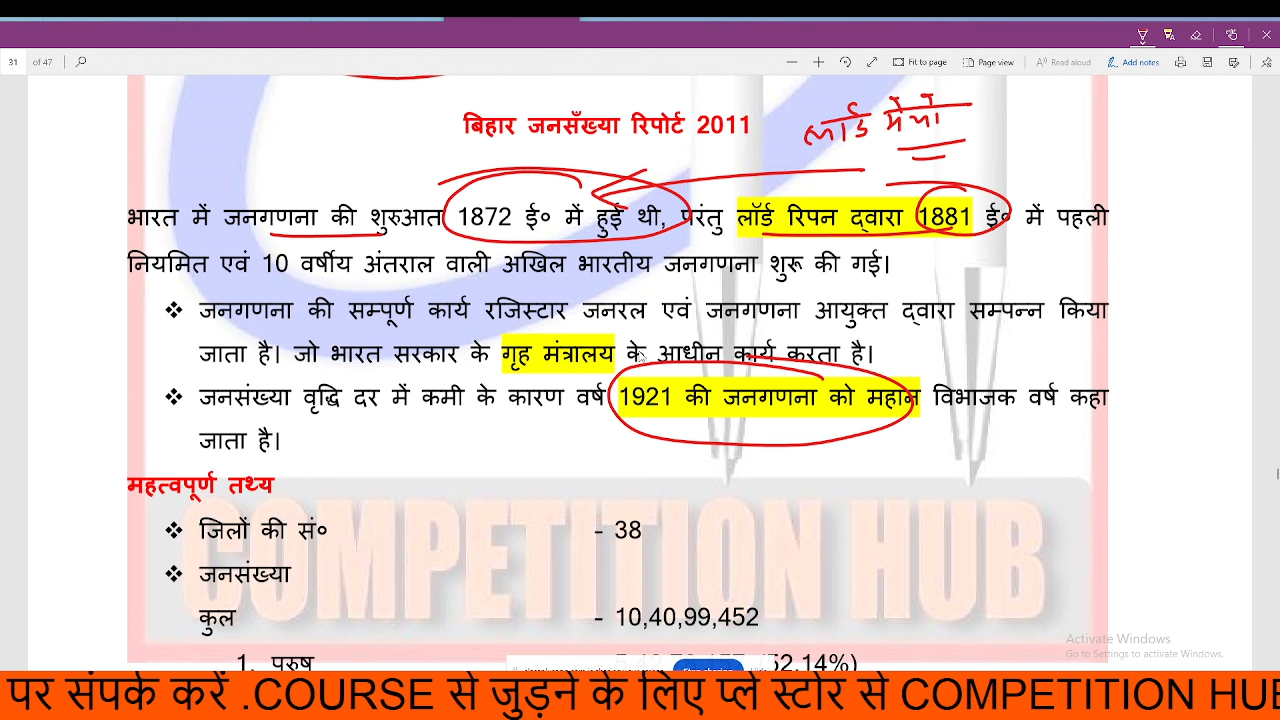 31 of 47
Fit to page
Page view
Read aloud
Add notes
बिहार जनसँख्या रिपोर्ट 2011
लार्ड मेयो
भारत में जनगणना की शुरुआत 1872 ई० में हुई थी, परंतु लॉर्ड रिपन द्वारा 1881 ई० में पहली
नियमित एवं 10 वर्षीय अंतराल वाली अखिल भारतीय जनगणना शुरू की गई।
❖ जनगणना की सम्पूर्ण कार्य रजिस्टार जनरल एवं जनगणना आयुक्त द्वारा सम्पन्न किया
जाता है। जो भारत सरकार के गृह मंत्रालय के आधीन कार्य करता है।
❖ जनसंख्या वृद्धि दर में कमी के कारण वर्ष 1921 की जनगणना को महान विभाजक वर्ष कहा
जाता है।
महत्वपूर्ण तथ्य
❖ जिलों की सं० - 38
❖ जनसंख्या
कुल - 10,40,99,452
1. पुरुष
52.14%)
COMPETITION HUB
Activate Windows
Go to Settings to activate Windows.
पर संपर्क करें .COURSE से जुड़ने के लिए प्ले स्टोर से COMPETITION HUB